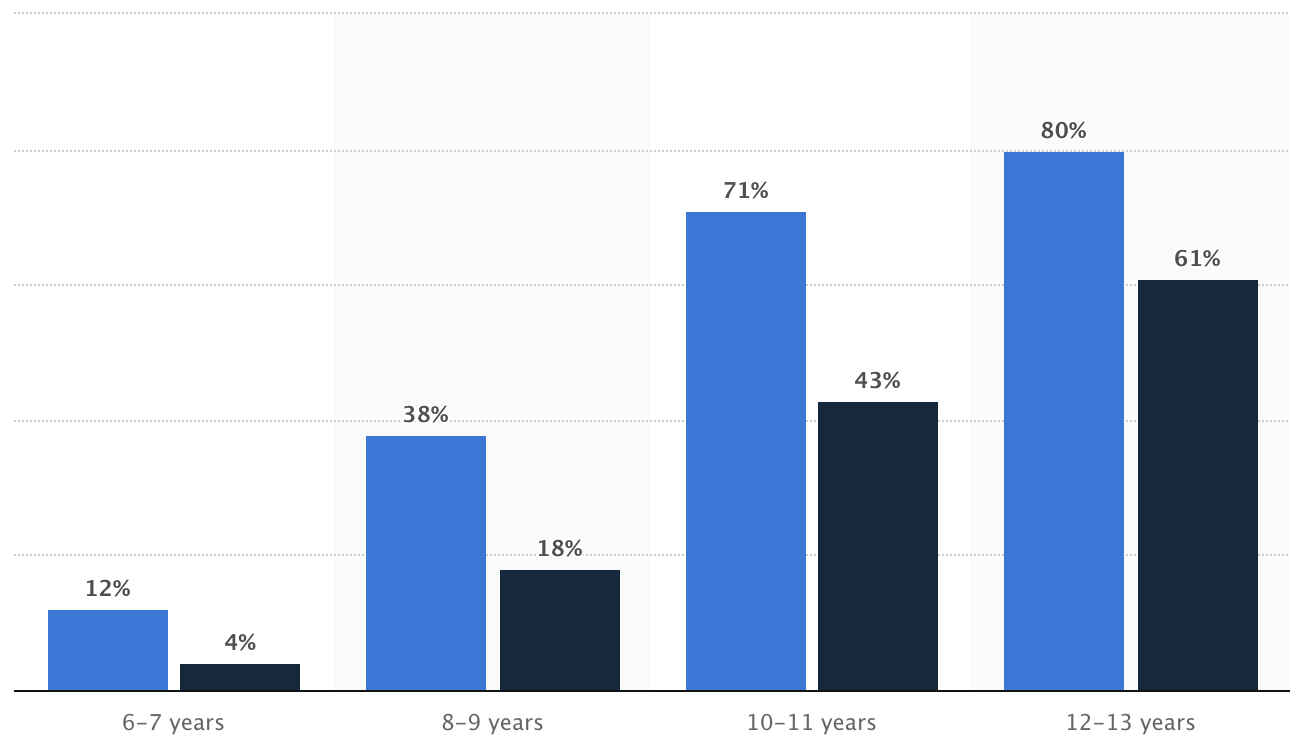 80%
71%
61%
43%
38%
18%
12%
4%
6–7 years
8–9 years
10–11 years
12–13 years